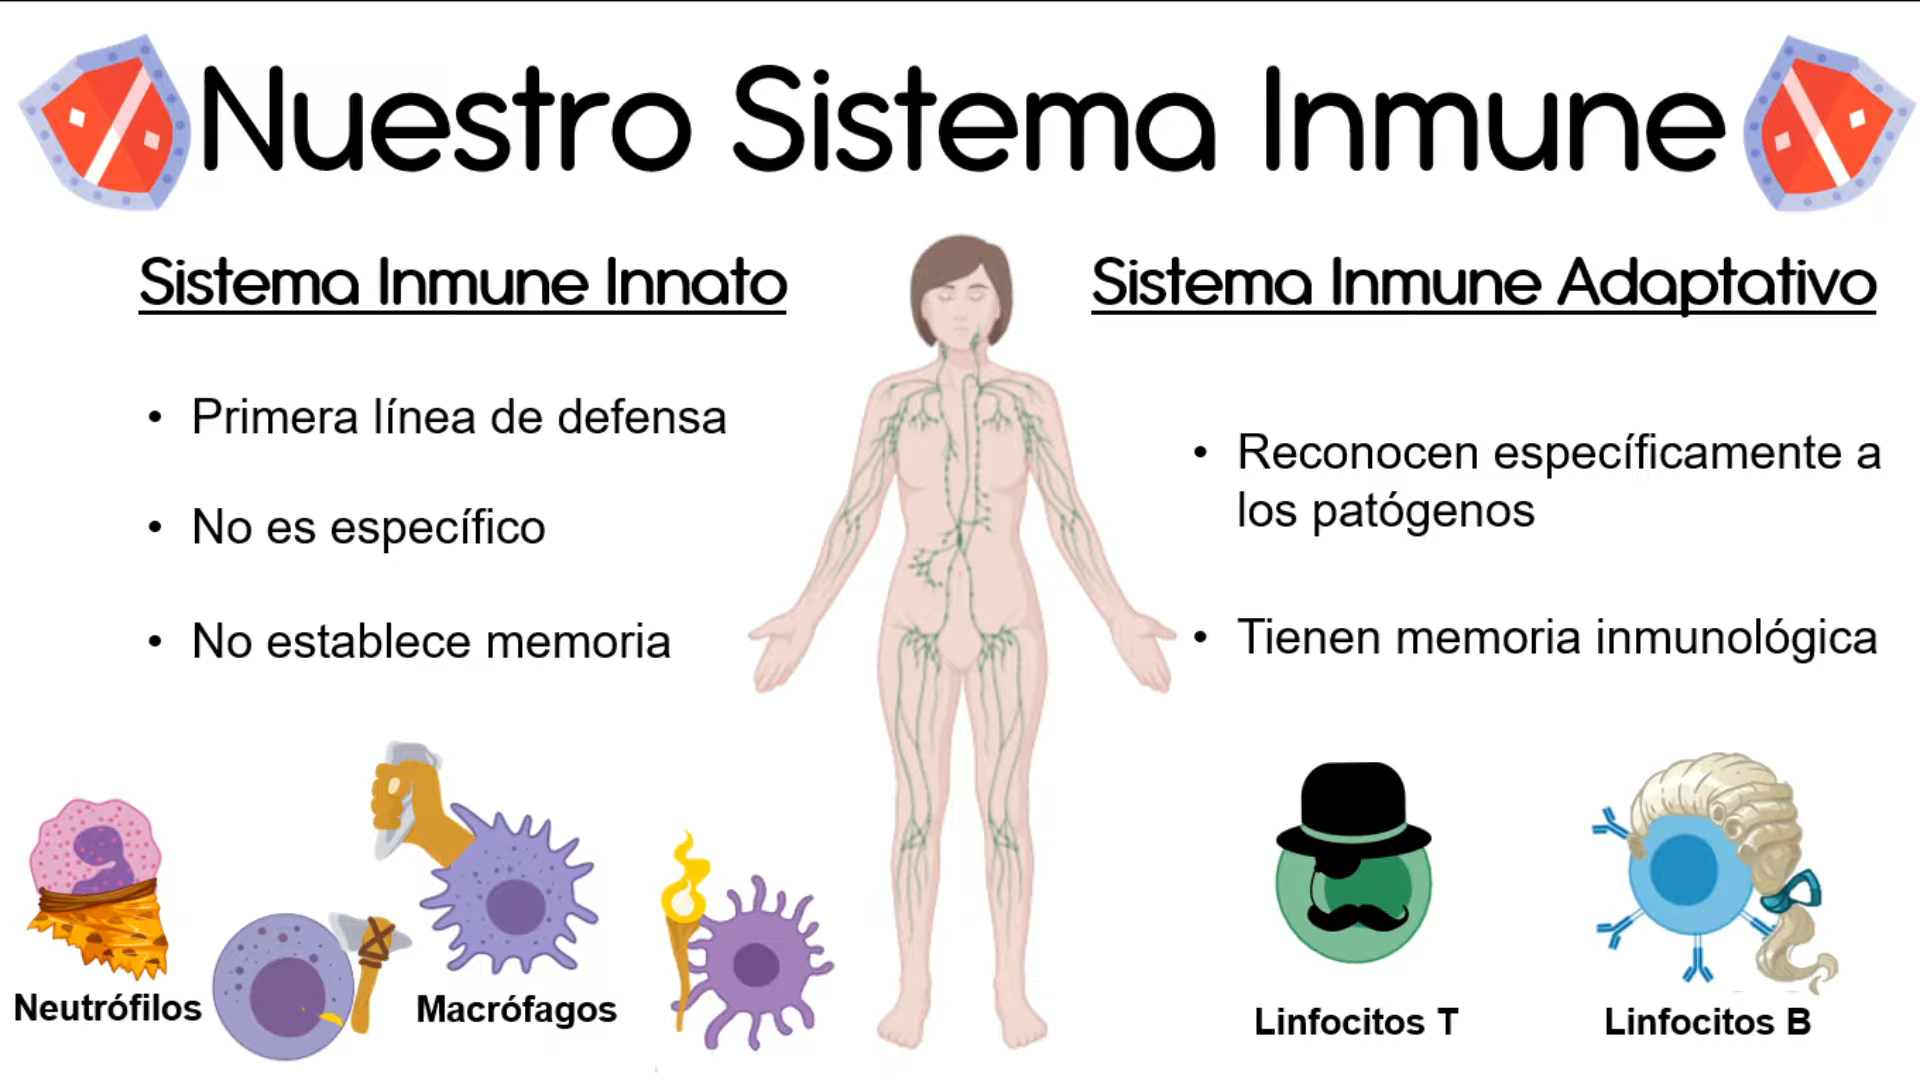 Nuestro Sistema Inmune
Sistema Inmune Innato
• Primera línea de defensa
• No es específico
• No establece memoria
Neutrófilos
Macrófagos
Sistema Inmune Adaptativo
• Reconocen específicamente a
los patógenos
• Tienen memoria inmunológica
Linfocitos T
Linfocitos B